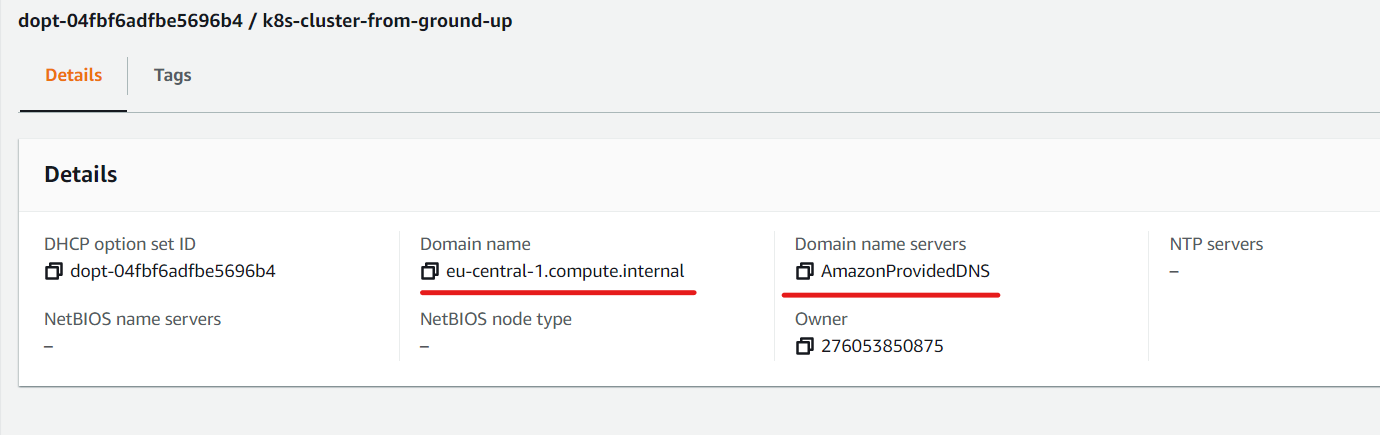 dopt-04fbf6adfbe5696b4 / k8s-cluster-from-ground-up
Details
Tags
Details
DHCP option set ID
dopt-04fbf6adfbe5696b4
Domain name
eu-central-1.compute.internal
Domain name servers
AmazonProvidedDNS
NTP servers
–
NetBIOS name servers
–
NetBIOS node type
–
Owner
276053850875